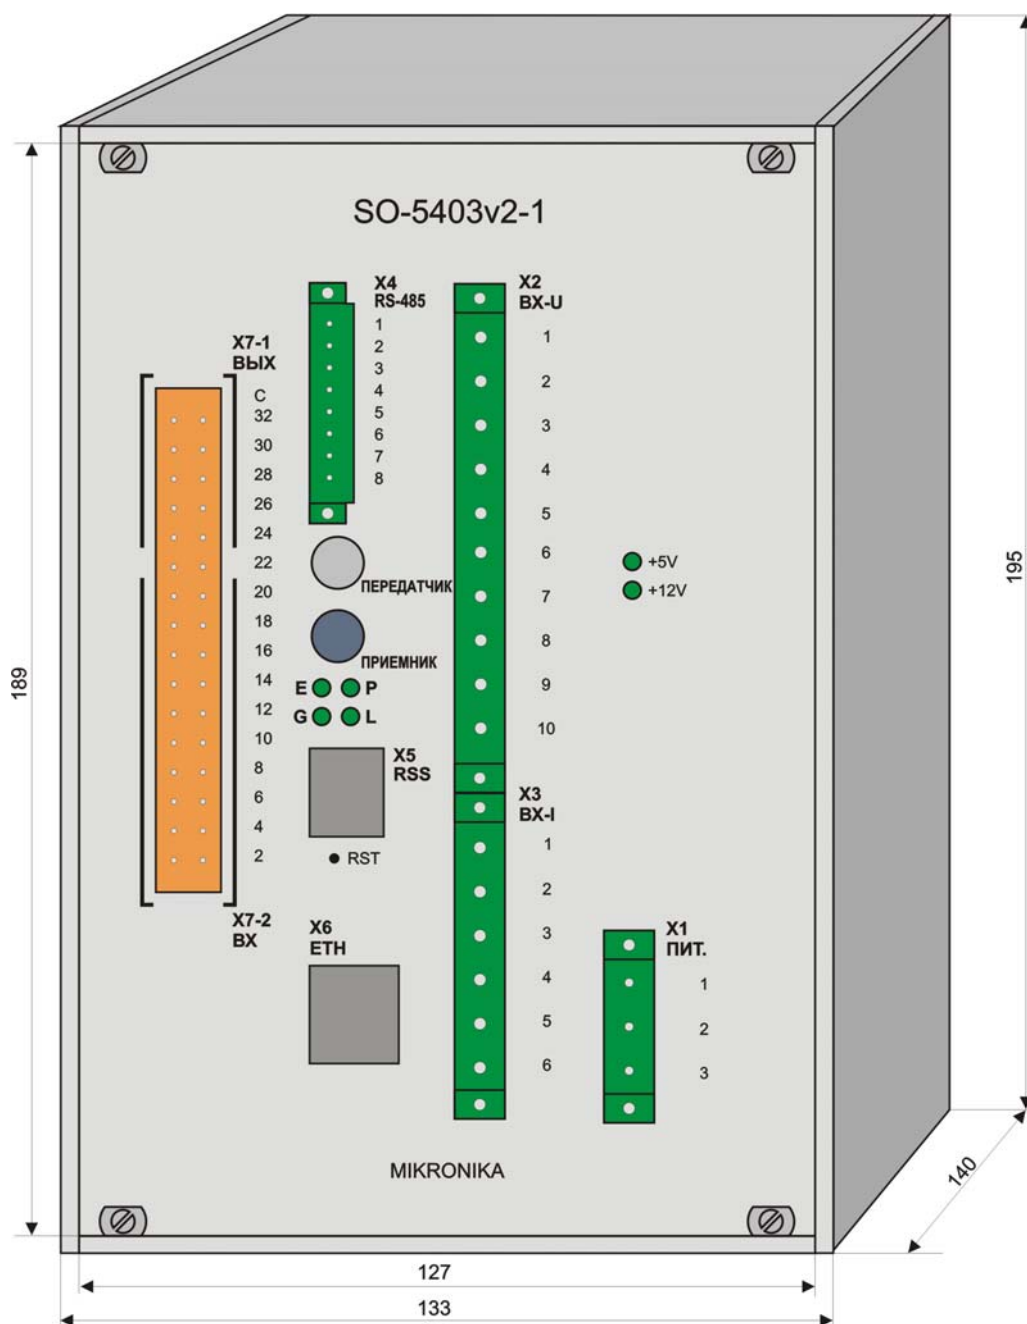 SO-5403v2-1
X4
RS-485
1
2
3
4
5
6
7
8
X2
ВХ-U
1
2
3
4
5
6
7
8
9
10
X7-1
ВЫХ
C
32
30
28
26
24
22
20
18
16
14
12
10
8
6
4
2
X7-2
ВХ
ПЕРЕДАТЧИК
ПРИЕМНИК
E P
G L
X5
RSS
RST
X6
ETH
+5V
+12V
X3
ВХ-I
1
2
3
4
5
6
X1
ПИТ.
1
2
3
MIKRONIKA
189
195
140
127
133